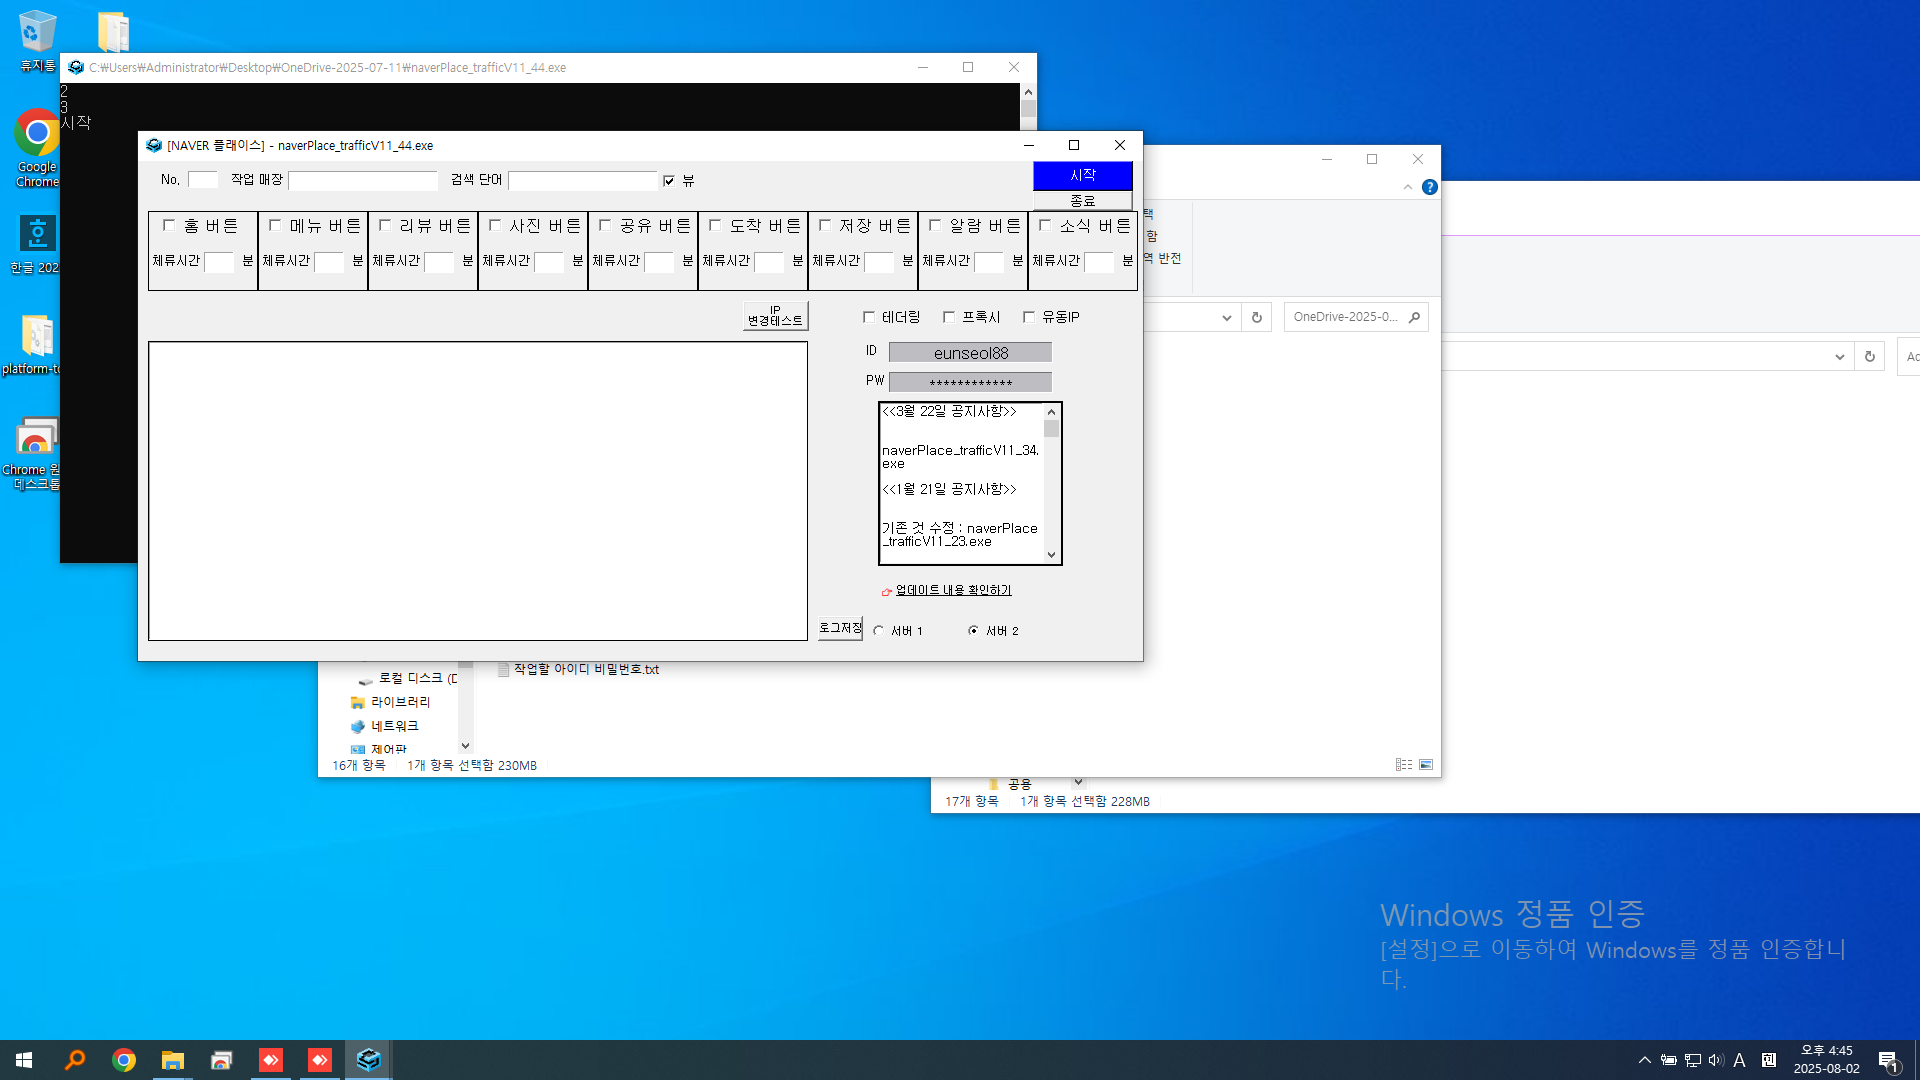 휴지통
Google
Chrome
한글 202
platform-to
Chrome 원
데스크톱
C:₩Users₩Administrator₩Desktop₩OneDrive-2025-07-11₩naverPlace_trafficV11_44.exe
2
3
시작
[NAVER 플래이스] - naverPlace_trafficV11_44.exe
No. 작업 매장 검색 단어 뷰
시작
종료
홈 버튼 메뉴 버튼 리뷰 버튼 사진 버튼 공유 버튼 도착 버튼 저장 버튼 알람 버튼 소식 버튼
체류시간 분 체류시간 분 체류시간 분 체류시간 분 체류시간 분 체류시간 분 체류시간 분 체류시간 분 체류시간 분
IP
변경테스트
테더링 프록시 유동IP
ID eunseol88
PW ************
<<3월 22일 공지사항>>
naverPlace_trafficV11_34.
exe
<<1월 21일 공지사항>>
기존 것 수정 : naverPlace
_trafficV11_23.exe
업데이트 내용 확인하기
로그저장 서버 1 서버 2
택
함
역 반전
OneDrive-2025-0...
Ad
로컬 디스크 (D
라이브러리
네트워크
제어판
작업할 아이디 비밀번호.txt
16개 항목 1개 항목 선택함 230MB
공용
17개 항목 1개 항목 선택함 228MB
Windows 정품 인증
[설정]으로 이동하여 Windows를 정품 인증합니
다.
A
오후 4:45
2025-08-02
1